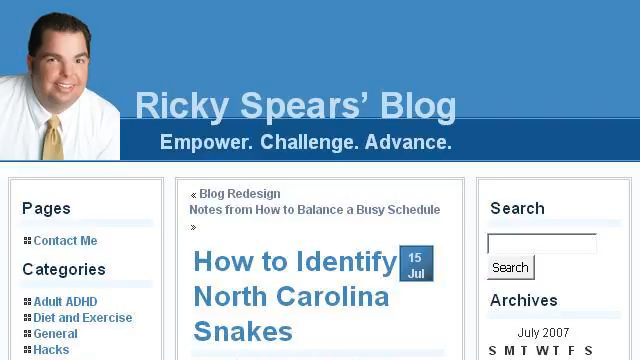 Ricky Spears' Blog
Empower. Challenge. Advance.
Pages
Contact Me
Categories
Adult ADHD
Diet and Exercise
General
Hacks
« Blog Redesign
Notes from How to Balance a Busy Schedule
»
How to Identify
North Carolina
Snakes
15
Jul
Search
Search
Archives
July 2007
S M T W T F S